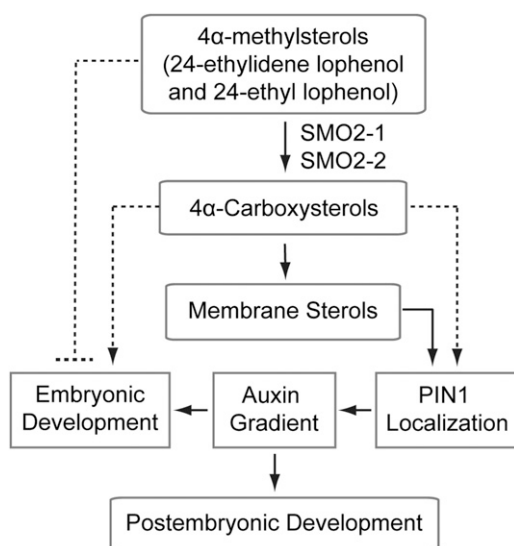 4α-methylsterols
(24-ethylidene lophenol
and 24-ethyl lophenol)
SMO2-1
SMO2-2
4α-Carboxysterols
Membrane Sterols
Embryonic
Development
Auxin
Gradient
PIN1
Localization
Postembryonic Development